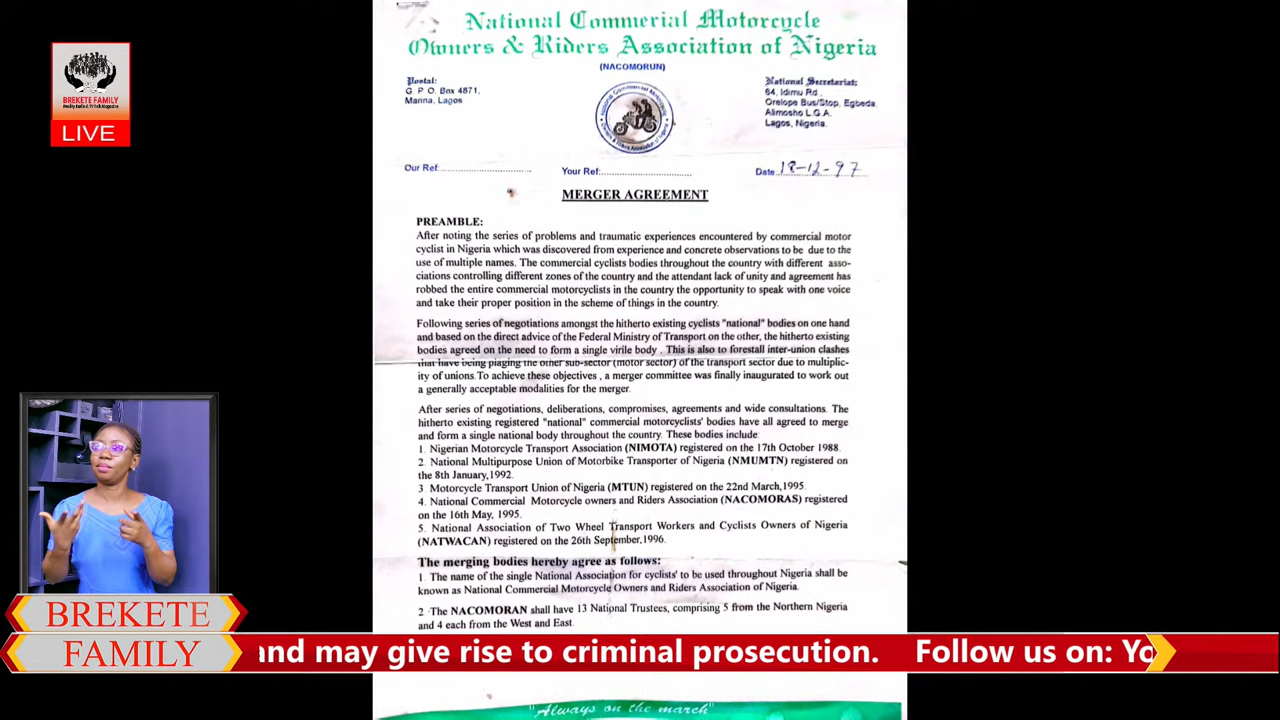 National Commerial Motorcycle
Owners & Riders Association of Nigeria
(NACOMORUN)
Postal:
G. P. O. Box 4871,
Marina, Lagos
National Secretariat:
64, Idimu Rd.,
Orelope Bus/Stop, Egbeda.
Alimosho L.G.A.
Lagos, Nigeria.
Our Ref:
Your Ref:
Date 18-12-97
MERGER AGREEMENT
PREAMBLE:
After noting the series of problems and traumatic experiences encountered by commercial motor
cyclist in Nigeria which was discovered from experience and concrete observations to be due to the
use of multiple names. The commercial cyclists bodies throughout the country with different asso-
ciations controlling different zones of the country and the attendant lack of unity and agreement has
robbed the entire commercial motorcyclists in the country the opportunity to speak with one voice
and take their proper position in the scheme of things in the country.
Following series of negotiations amongst the hitherto existing cyclists "national" bodies on one hand
and based on the direct advice of the Federal Ministry of Transport on the other, the hitherto existing
bodies agreed on the need to form a single virile body . This is also to forestall inter-union clashes
that have being plaging the other sub-sector (motor sector) of the transport sector due to multiplic-
ity of unions. To achieve these objectives , a merger committee was finally inaugurated to work out
a generally acceptable modalities for the merger.
After series of negotiations, deliberations, compromises, agreements and wide consultations. The
hitherto existing registered "national" commercial motorcyclists' bodies have all agreed to merge
and form a single national body throughout the country. These bodies include:
1. Nigerian Motorcycle Transport Association (NIMOTA) registered on the 17th October 1988.
2. National Multipurpose Union of Motorbike Transporter of Nigeria (NMUMTN) registered on
the 8th January,1992.
3 Motorcycle Transport Union of Nigeria (MTUN) registered on the 22nd March,1995.
4. National Commercial Motorcycle owners and Riders Association (NACOMORAS) registered
on the 16th May, 1995.
5. National Association of Two Wheel Transport Workers and Cyclists Owners of Nigeria
(NATWACAN) registered on the 26th September,1996.
The merging bodies hereby agree as follows:
1. The name of the single National Association for cyclists' to be used throughout Nigeria shall be
known as National Commercial Motorcycle Owners and Riders Association of Nigeria.
2 The NACOMORAN shall have 13 National Trustees, comprising 5 from the Northern Nigeria
and 4 each from the West and East.
"Always on the march"
BREKETE FAMILY
LIVE
BREKETE
FAMILY
and may give rise to criminal prosecution. Follow us on: Yo